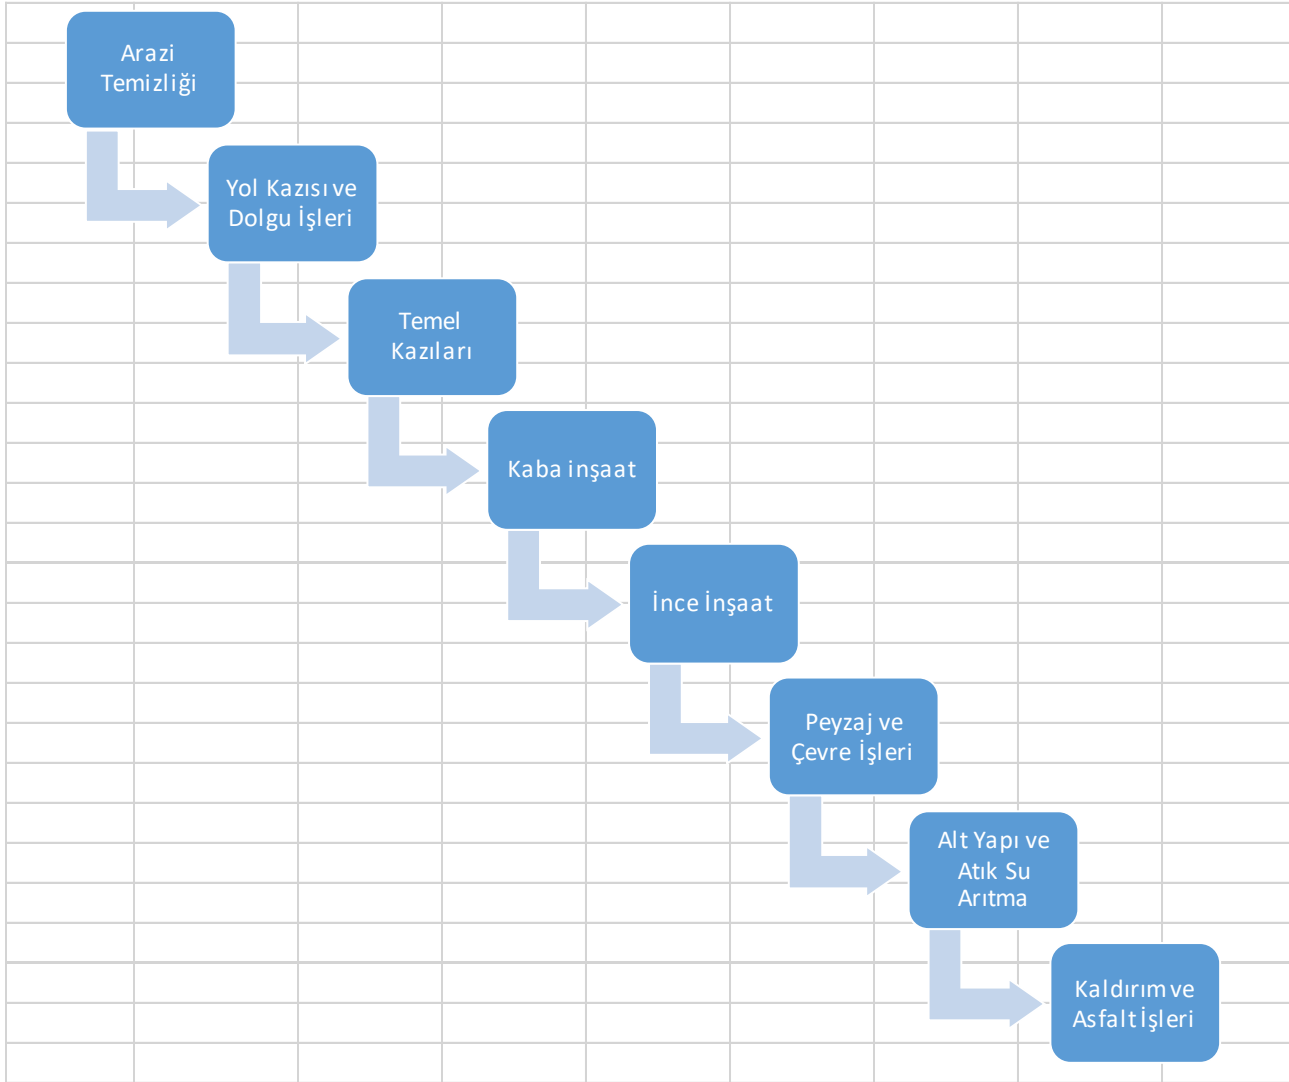 Arazi
Temizliği
Yol Kazısı ve
Dolgu İşleri
Temel
Kazıları
Kaba inşaat
İnce İnşaat
Peyzaj ve
Çevre İşleri
Alt Yapı ve
Atık Su
Arıtma
Kaldırım ve
Asfalt İşleri